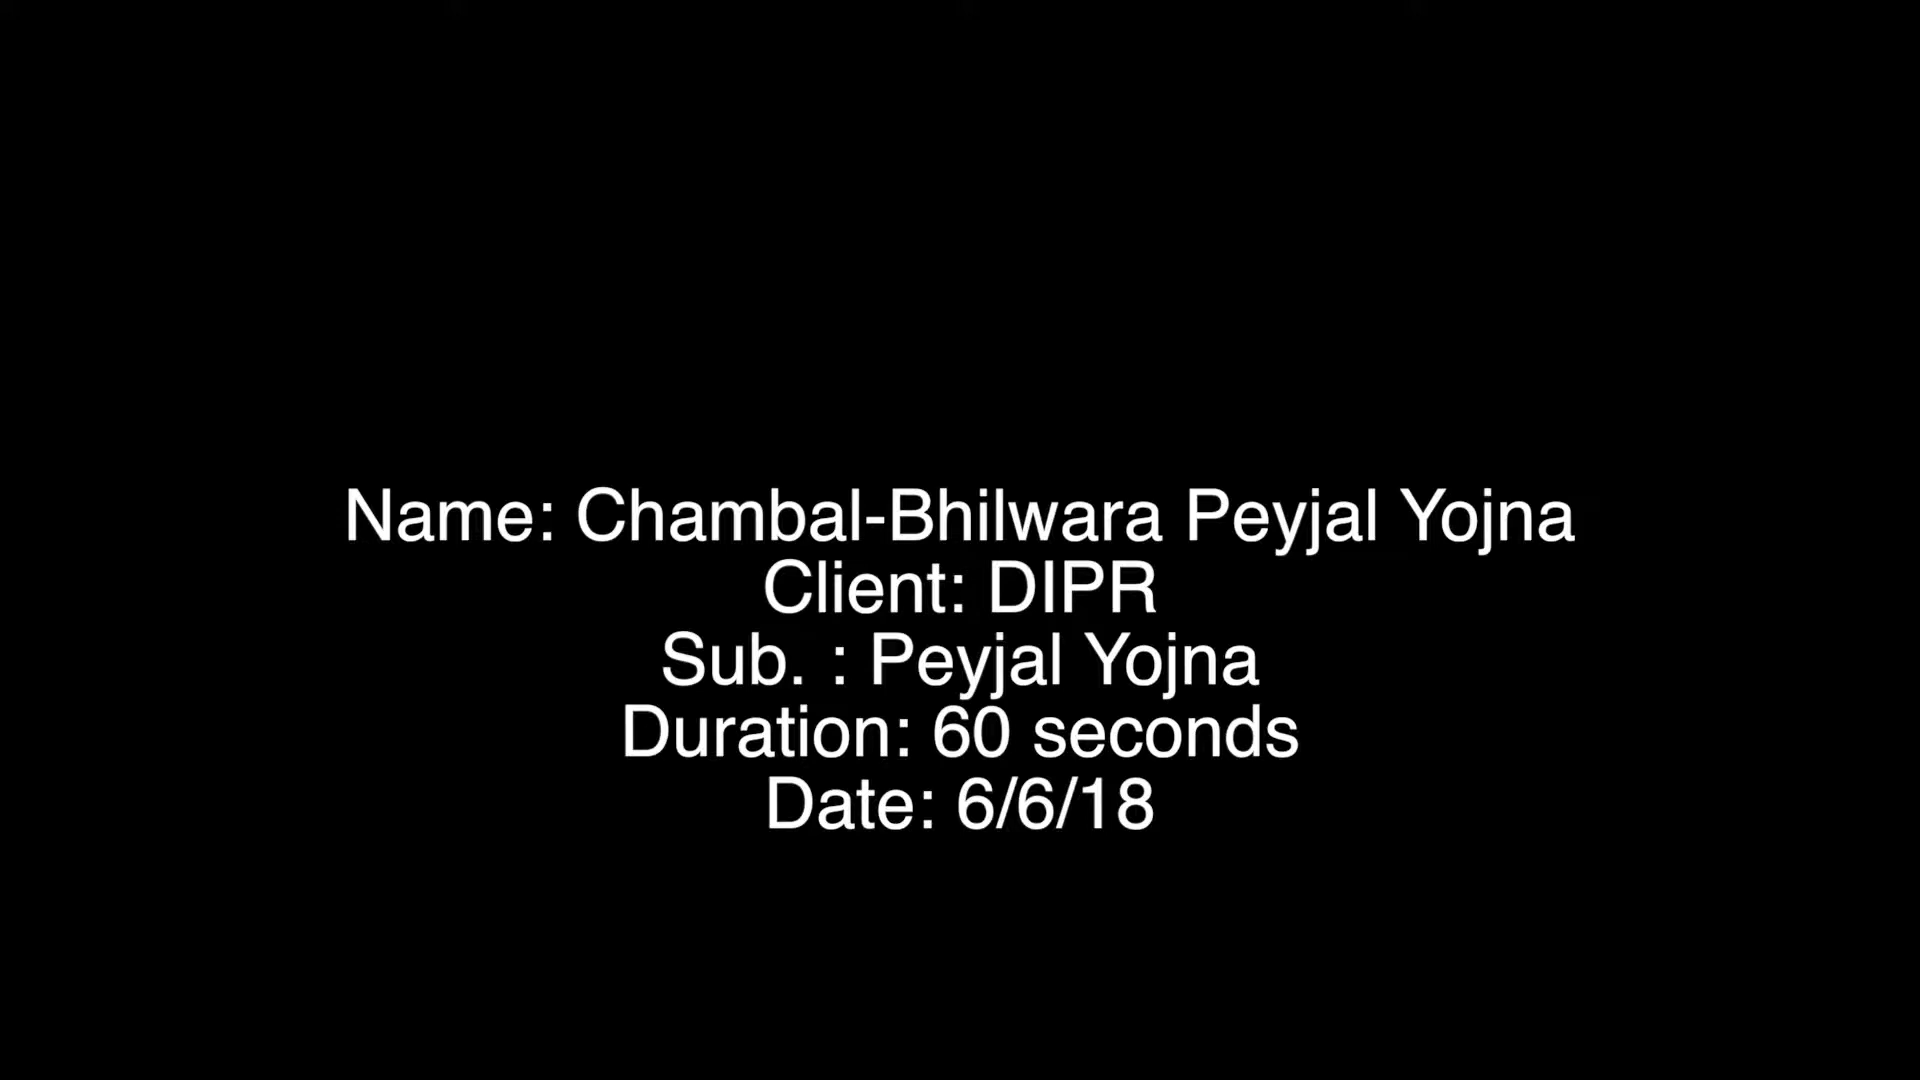 Name: Chambal-Bhilwara Peyjal Yojna
Client: DIPR
Sub. : Peyjal Yojna
Duration: 60 seconds
Date: 6/6/18